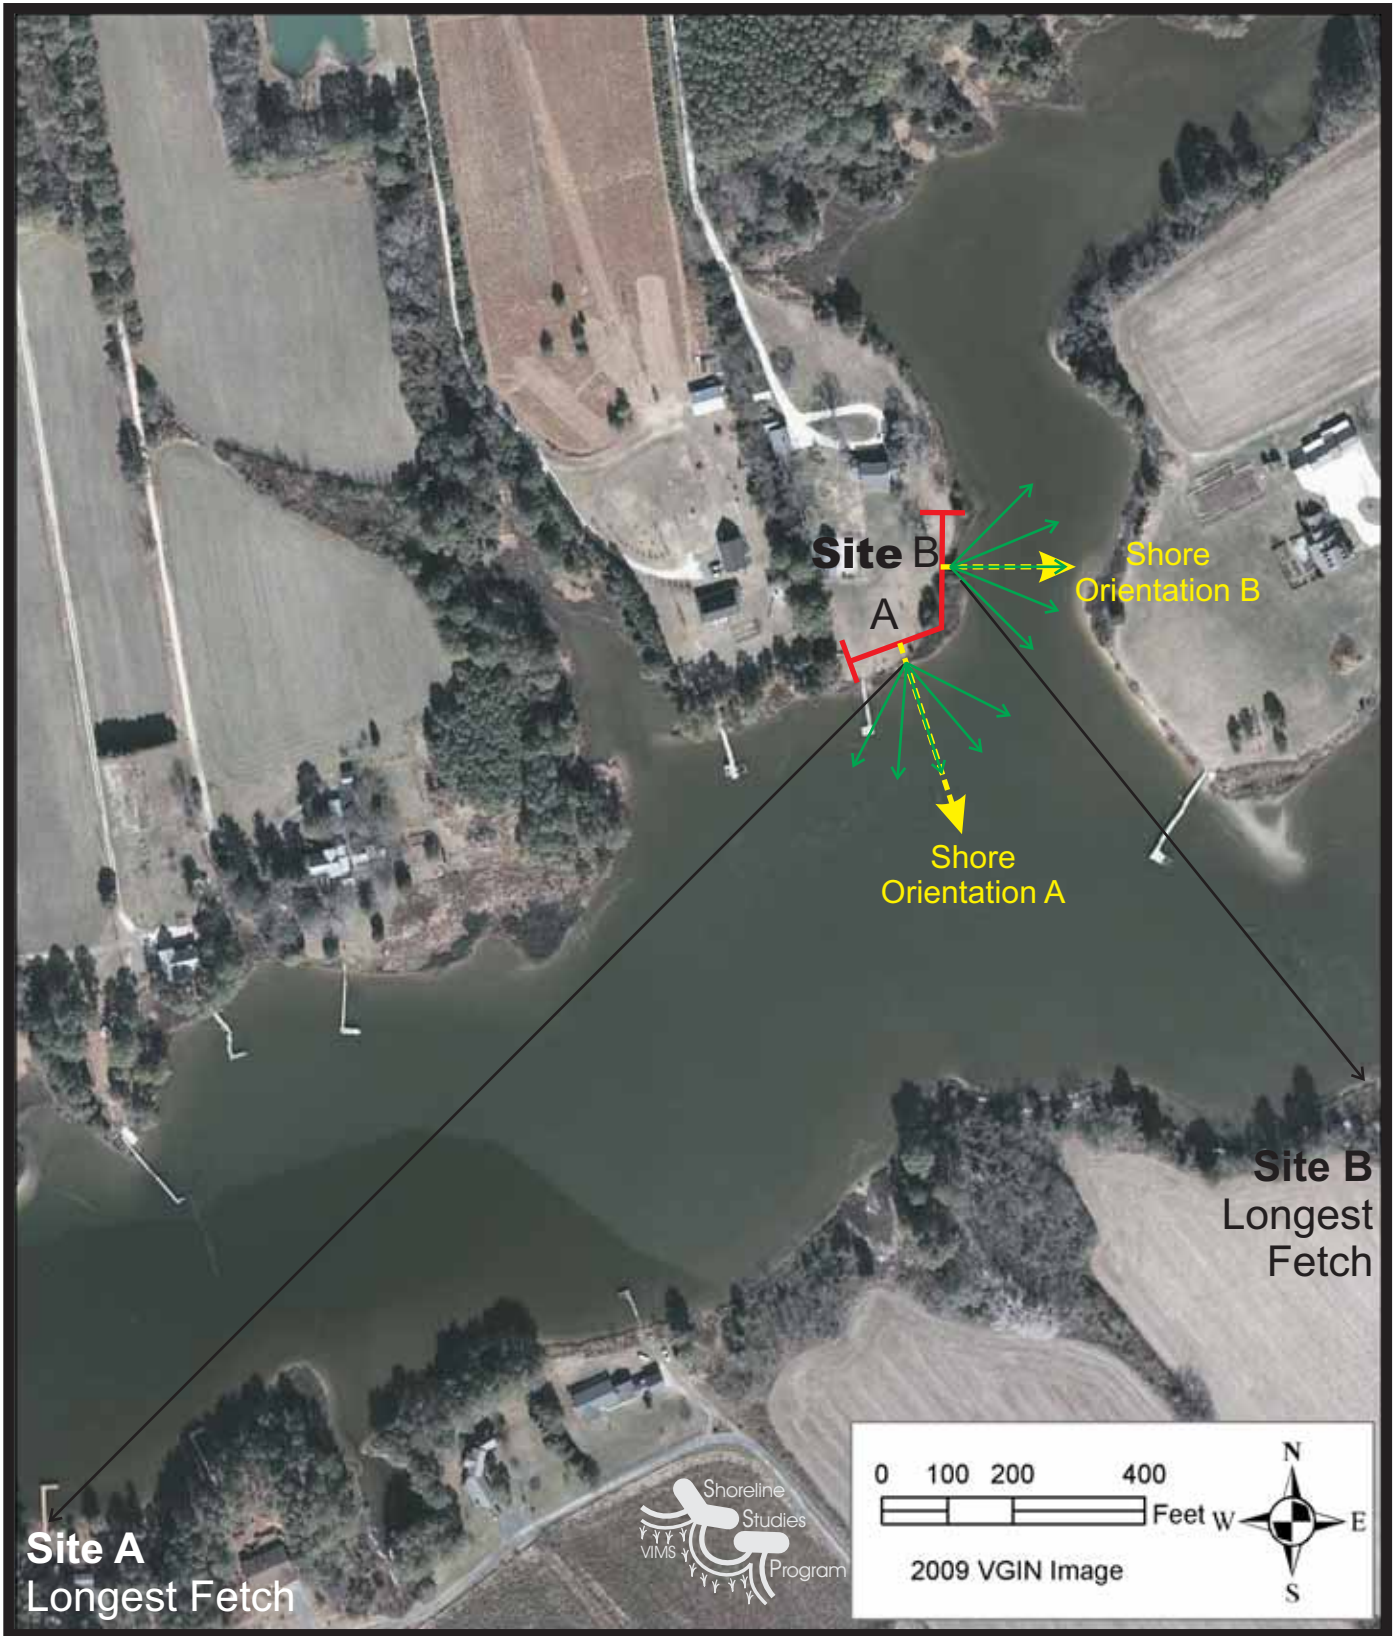 Site B
A
Shore
Orientation B
Shore
Orientation A
Site B
Longest
Fetch
Site A
Longest Fetch
Shoreline
Studies
VIMS
Program
0 100 200 400
Feet
2009 VGIN Image
N
W E
S